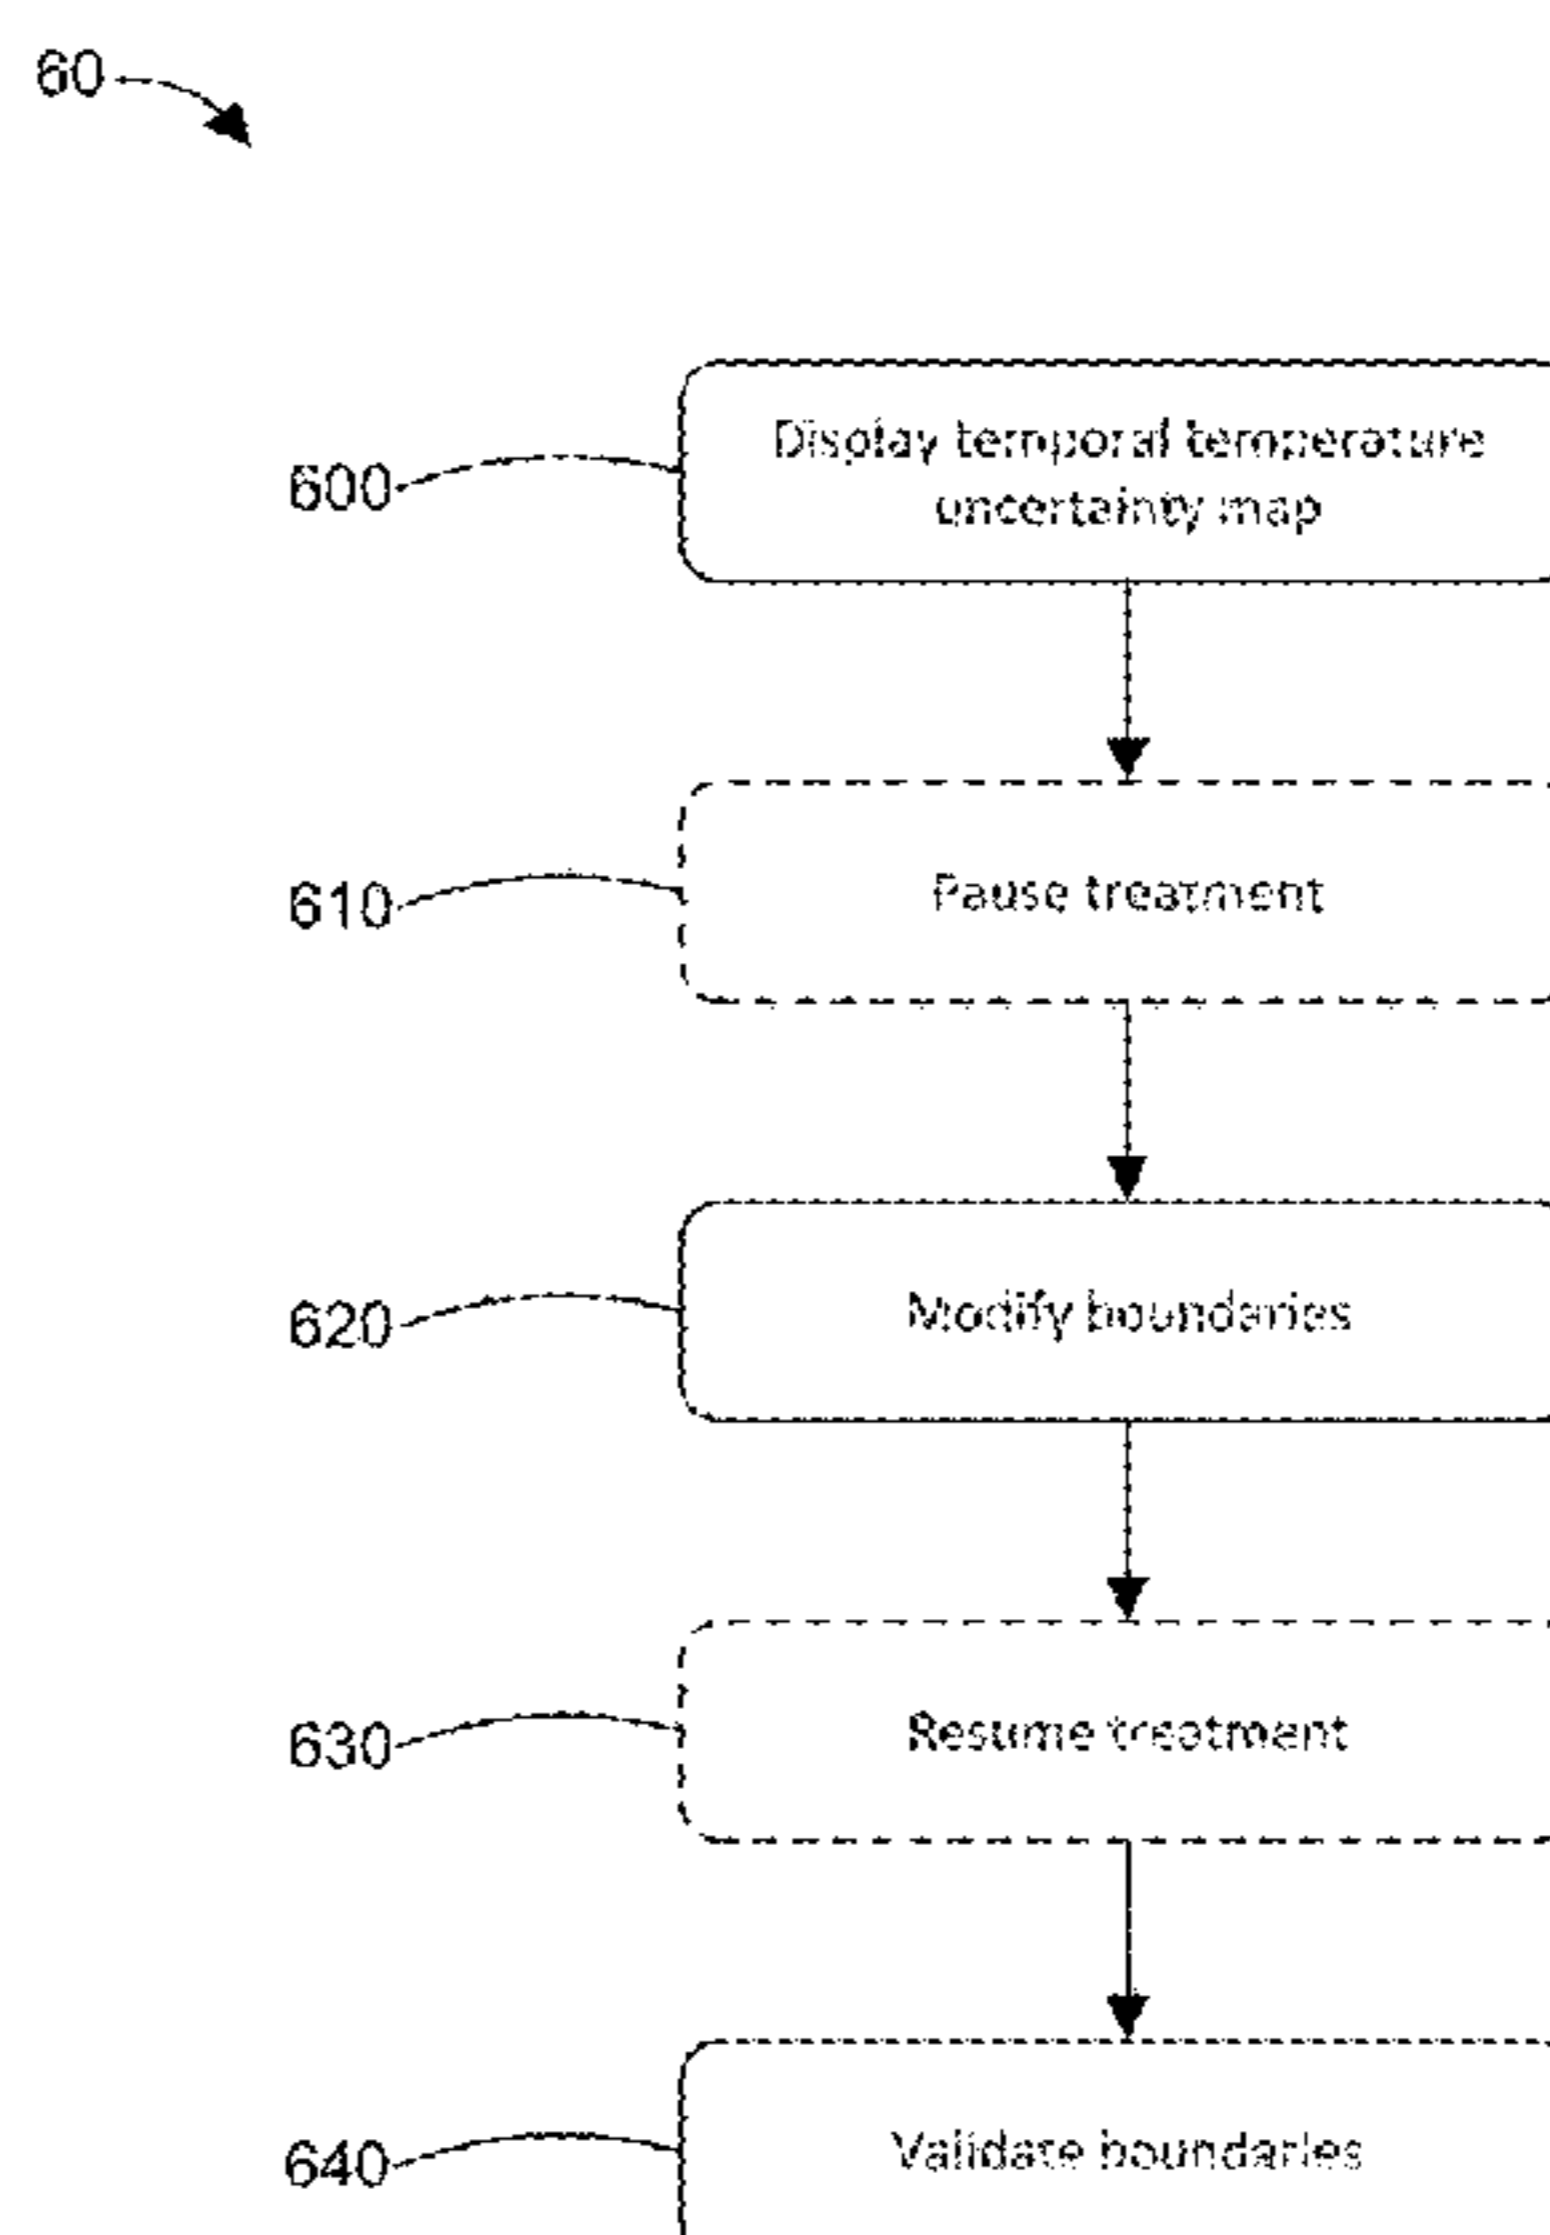 60
600
Display temporal temperature
uncertainty map
610
Pause treatment
620
Modify boundaries
630
Resume treatment
640
Validate boundaries